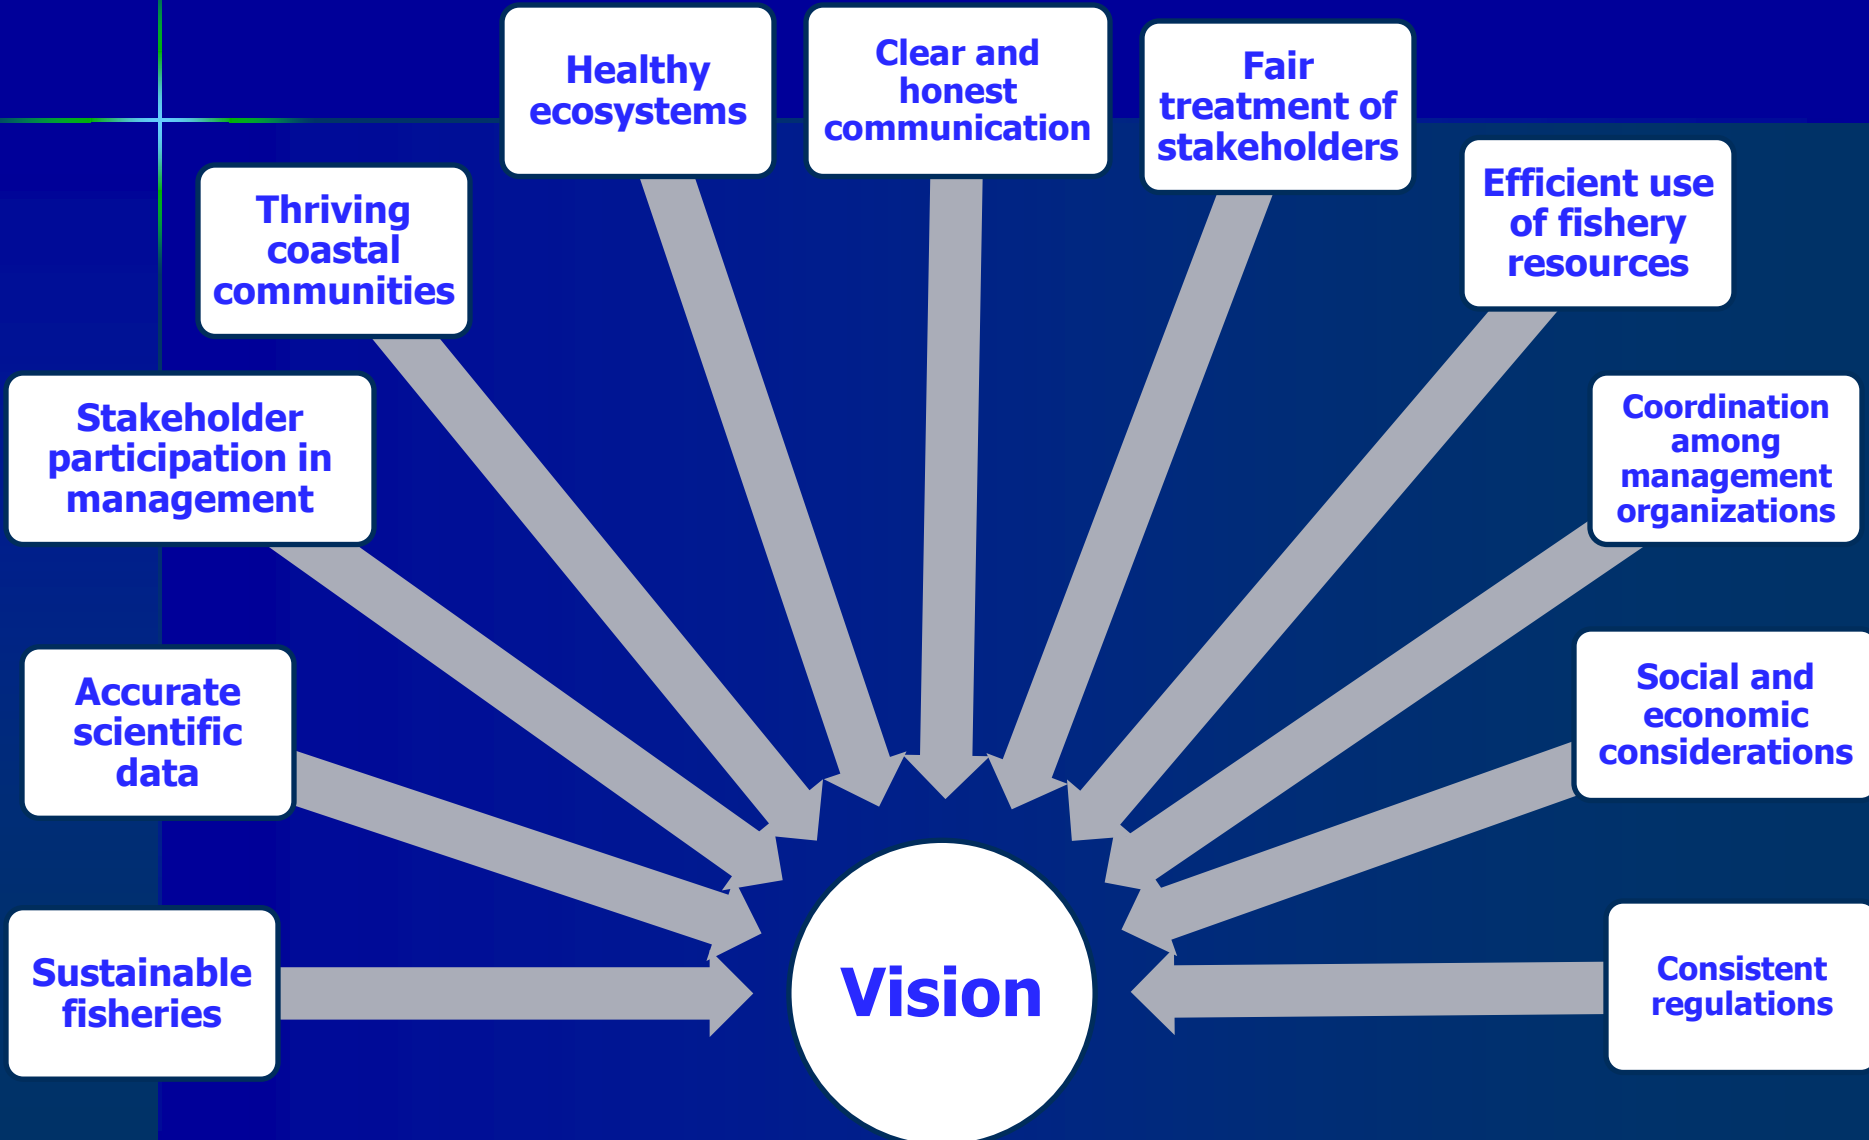 Healthy
ecosystems
Clear and
honest
communication
Fair
treatment of
stakeholders
Thriving
coastal
communities
Efficient use
of fishery
resources
Stakeholder
participation in
management
Coordination
among
management
organizations
Accurate
scientific
data
Social and
economic
considerations
Sustainable
fisheries
Vision
Consistent
regulations